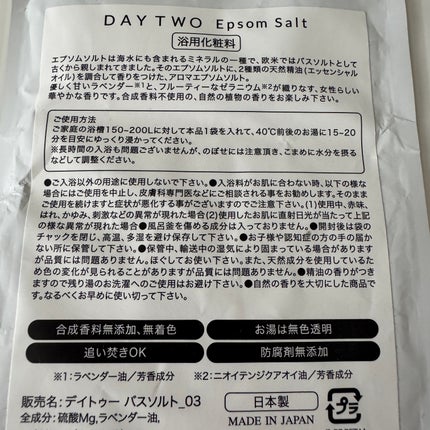 DAY TWO Epsom Salt
浴用化粧料
エプソムソルトは海水にも含まれるミネラルの一種で、欧米ではバスソルトとして
古くから親しまれてきました。そのエプソムソルトに、2種類の天然精油(エッセンシャル
オイル)を調合して香りをつけた、アロマエプソムソルト。
優しく甘いラベンダー※1と、フルーティーなゼラニウム※2が織りなす、女性らしい
華やかな香りです。合成香料不使用の、自然の植物の香りをお楽しみ下さい。
ご使用方法
ご家庭の浴槽150~200Lに対して本品1袋を入れて、40℃前後のお湯に15~20
分を目安にゆっくり浸かってください。
※長時間の入浴も問題ございませんが、のぼせには注意頂き、こまめに水分を摂る
などして調整ください。
●ご入浴以外の用途に使用しないで下さい。●入浴料がお肌に合わない時、以下の様な
場合にはご使用を中止し、皮膚科専門医などにご相談される事をお勧めします。そのまま
ご使用を続けますと症状が悪化する事がございますのでご注意ください。(1)使用中、赤味、
はれ、かゆみ、刺激などの異常が現れた場合(2)使用したお肌に直射日光が当たって上記
の様な異常が現れた場合●風呂釜を傷める成分は入っておりません。●開封後は袋の
チャックを閉じ、高温、多湿を避け保存して下さい。●お子様や認知症の方の手の届か
ない所に保管して下さい。●保管中、輸送中の湿気により固まっている場合があります
が品質には問題ありません。ほぐしてお使い下さい。また、天然成分を使用しているた
め色の変化が見られることがありますが品質には問題ありません。●精油の香りがつき
ますので残り湯のお洗濯へのご使用はお避け下さい。●自然の香りを大切にした商品で
す。なるべくお早めに使い切って下さい。
合成香料無添加、無着色
お湯は無色透明
追い焚きOK
防腐剤無添加
※1:ラベンダー油/芳香成分 ※2:ニオイテンジクアオイ油/芳香成分
販売名:デイトゥー バスソルト_03
全成分:硫酸Mg,ラベンダー油,
日本製
MADE IN JAPAN
プラ